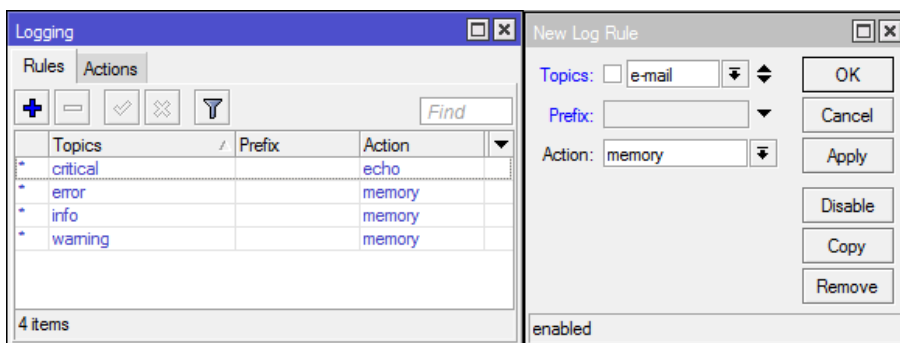 Logging
Rules Actions
Find
Topics Prefix Action
* critical echo
* error memory
* info memory
* warning memory
4 items
New Log Rule
Topics: e-mail
Prefix:
Action: memory
OK
Cancel
Apply
Disable
Copy
Remove
enabled